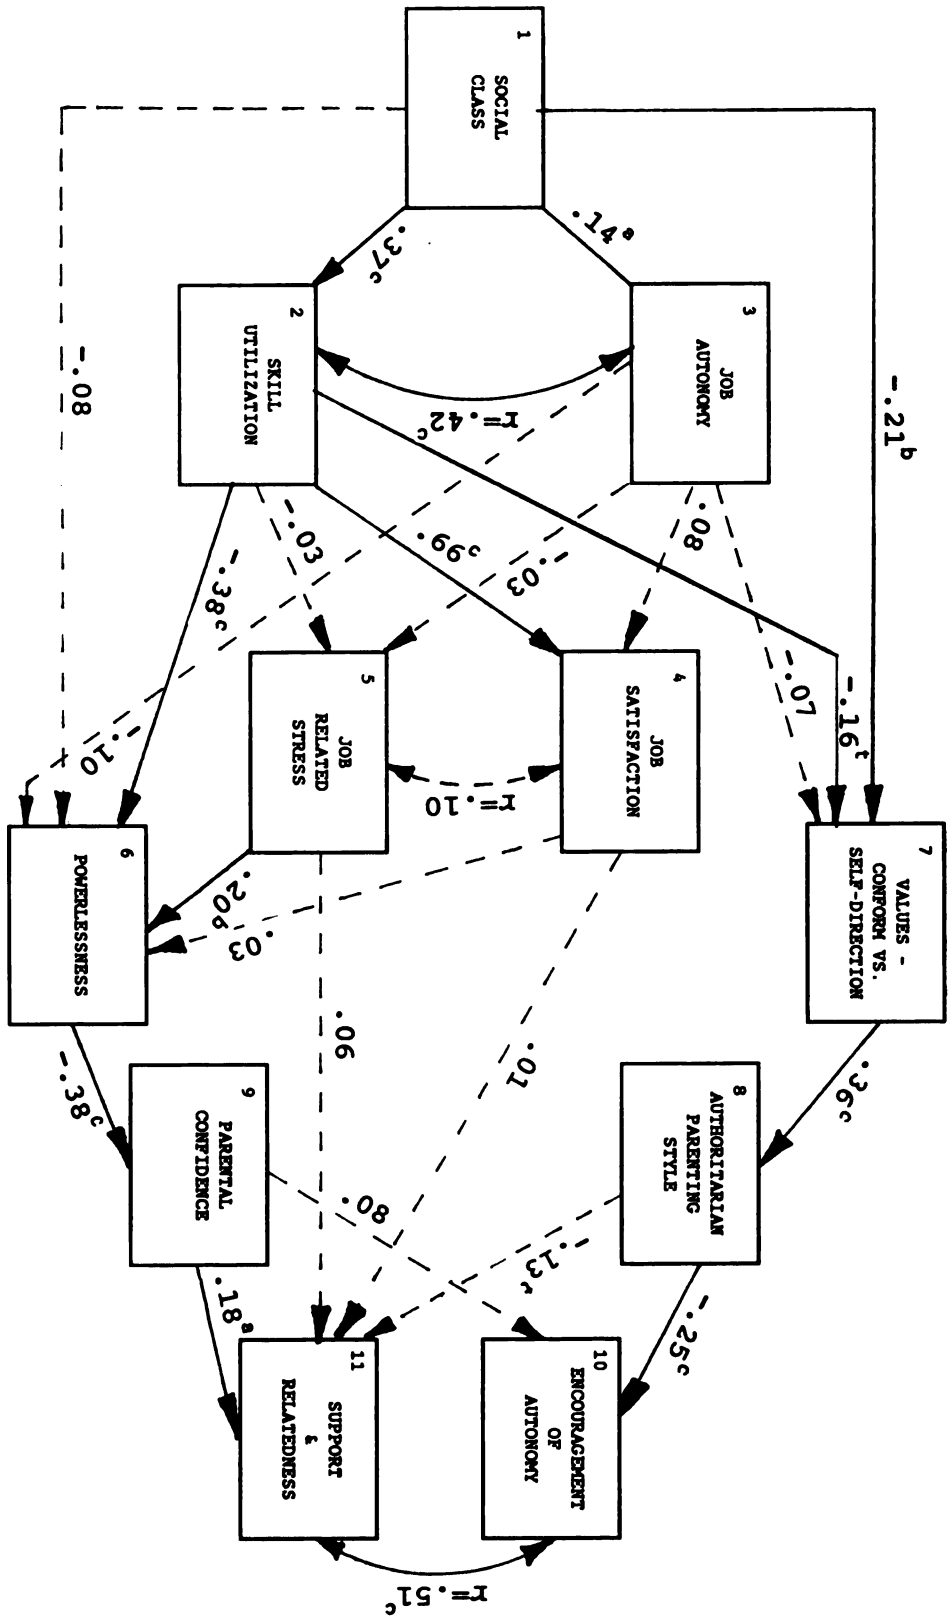 1
SOCIAL
CLASS
-.21ᵇ
.14ᵃ
.37ᶜ
-.08
3
JOB
AUTONOMY
2
SKILL
UTILIZATION
r=.42ᶜ
-.07
-.16ᵗ
.08
-.03
.66ᶜ
-.03
-.38ᶜ
-.10
4
JOB
SATISFACTION
5
JOB
RELATED
STRESS
r=.10
7
VALUES -
CONFORM VS.
SELF-DIRECTION
6
POWERLESSNESS
.20ᵇ
.03
.01
.06
.36ᶜ
-.38ᶜ
8
AUTHORITARIAN
PARENTING
STYLE
9
PARENTAL
CONFIDENCE
-.25ᶜ
-.13ᵗ
.08
.18ᵃ
10
ENCOURAGEMENT
OF
AUTONOMY
11
SUPPORT
&
RELATEDNESS
r=.51ᶜ